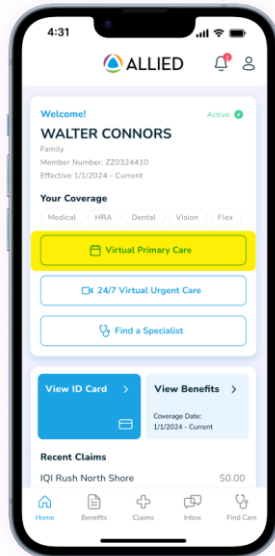 4:31
ALLIED
Welcome!
Active
WALTER CONNORS
Family
Member Number: ZZ0324410
Effective 1/1/2024 - Current
Your Coverage
Medical HRA Dental Vision Flex
Virtual Primary Care
24/7 Virtual Urgent Care
Find a Specialist
View ID Card > View Benefits >
Coverage Date:
1/1/2024 - Current
Recent Claims
IQI Rush North Shore $0.00
Home Benefits Claims Inbox Find Care